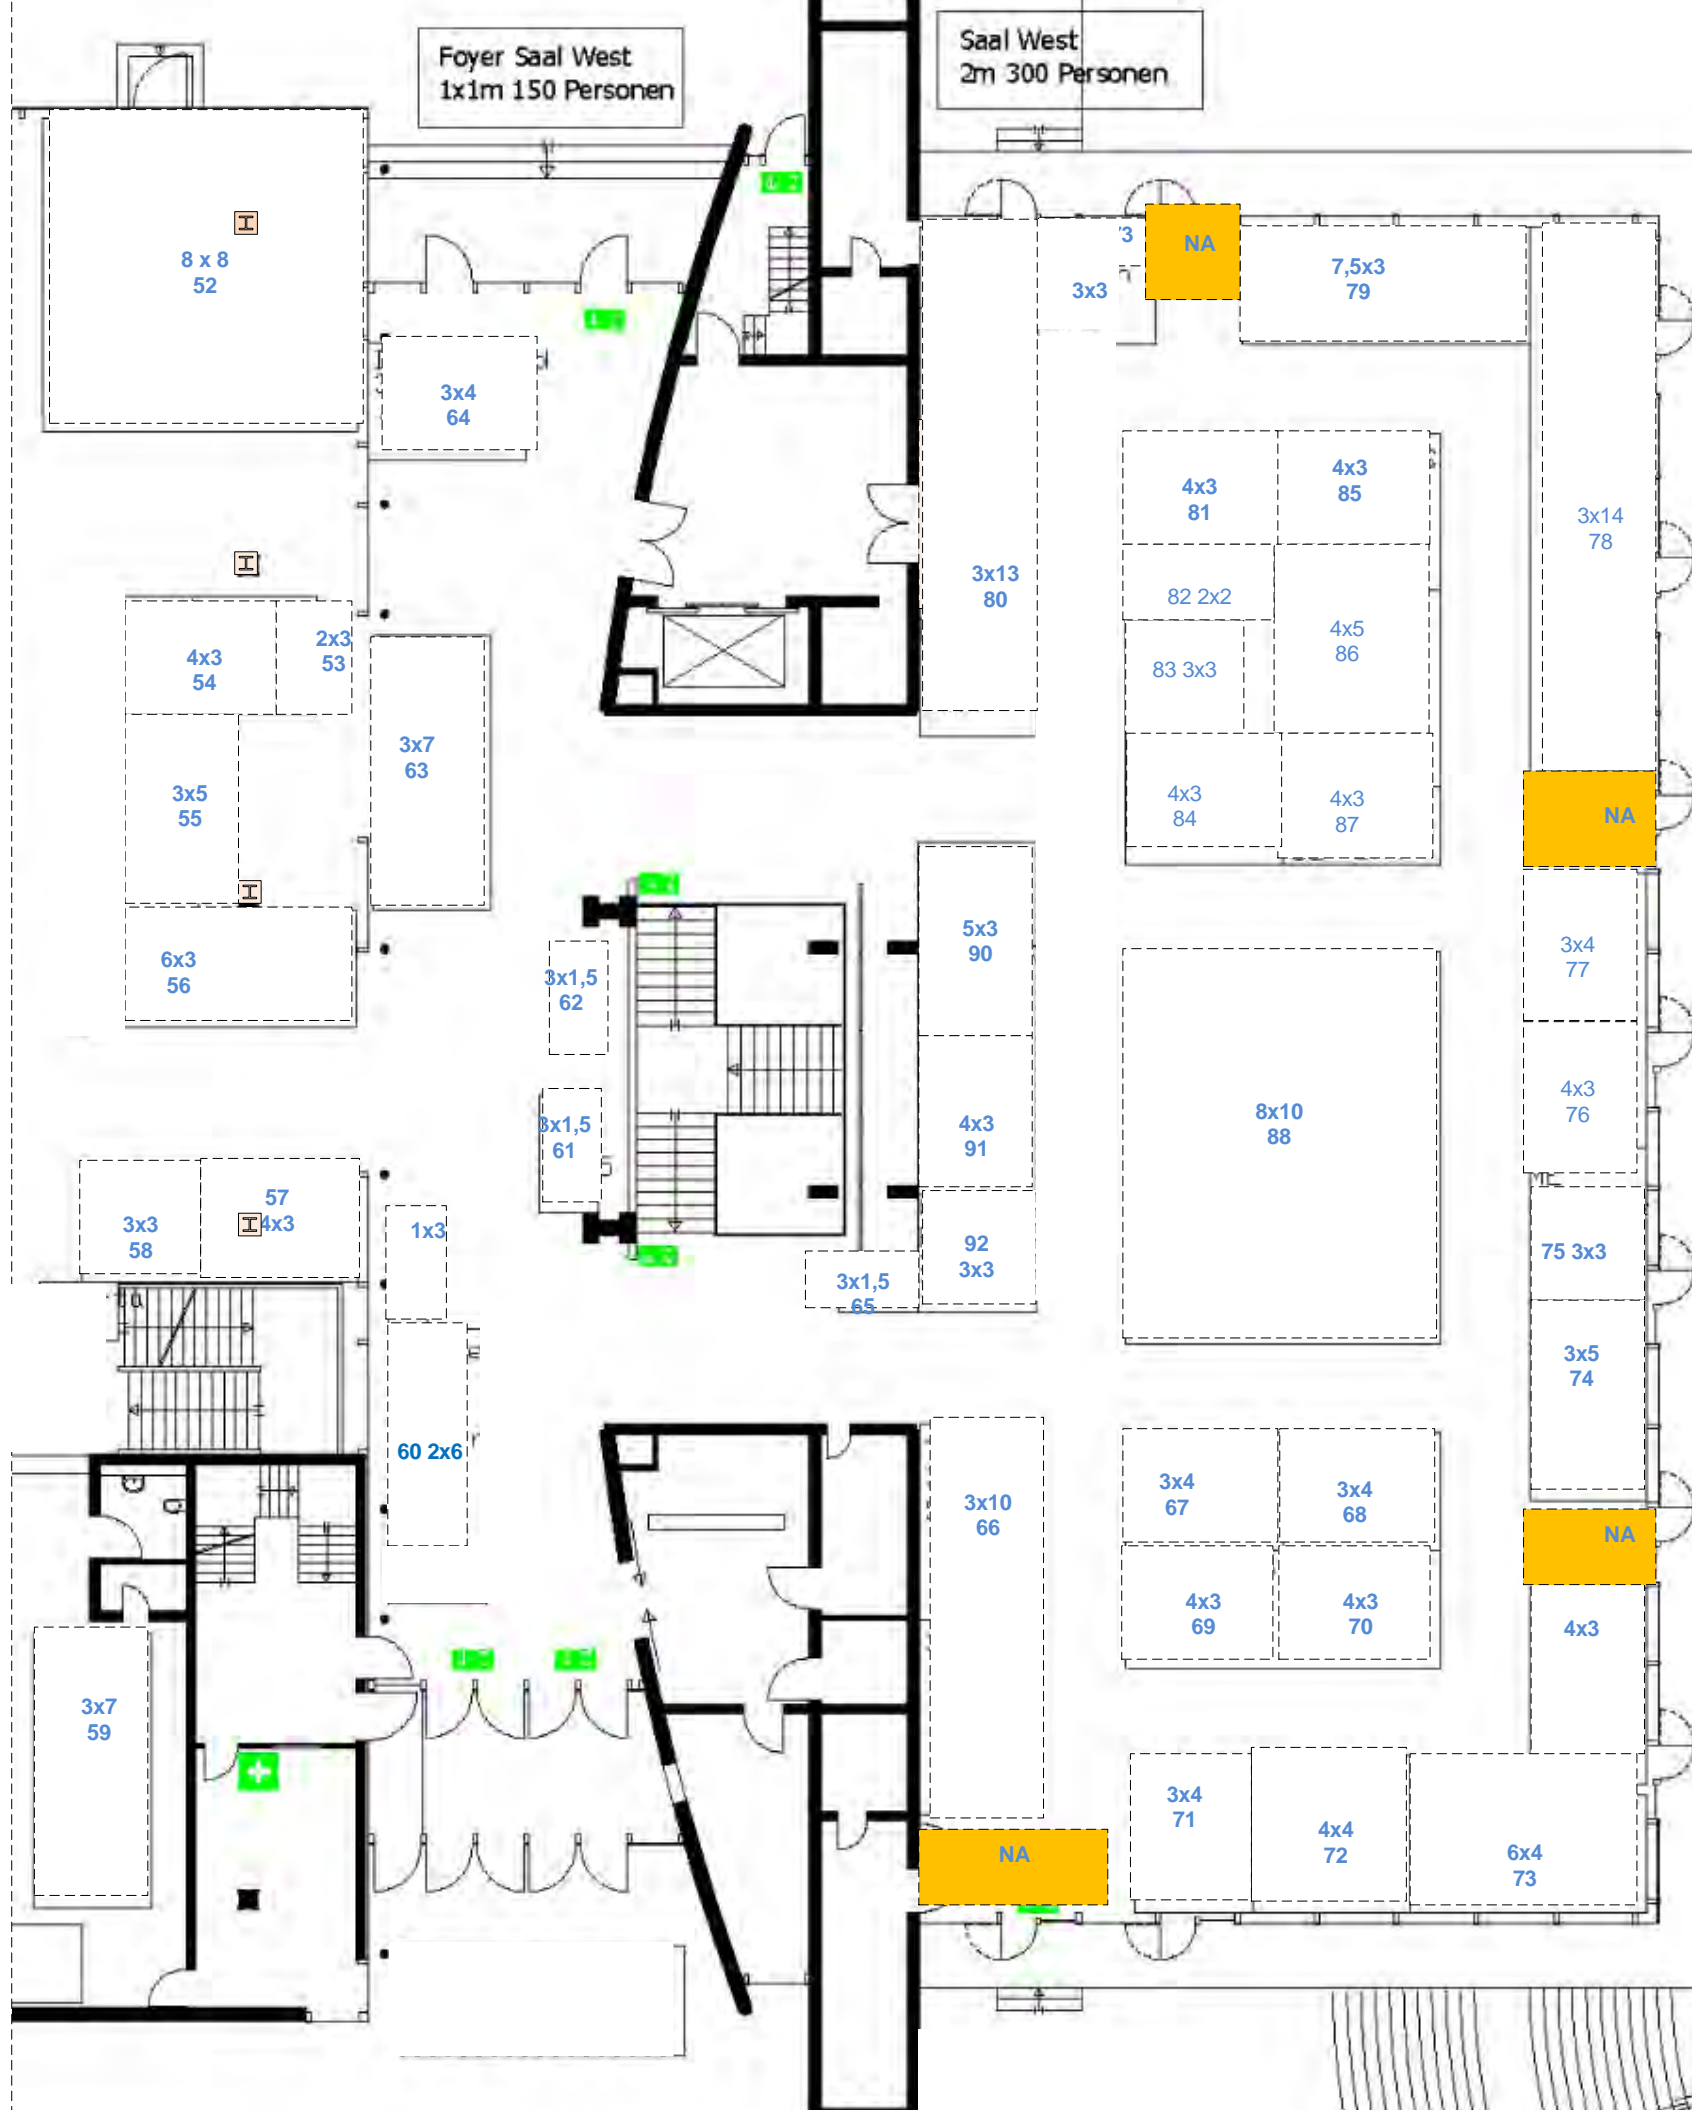 Foyer Saal West
1x1m 150 Personen
Saal West
2m 300 Personen
8 x 8
52
3x4
64
3x3
NA
7,5x3
79
4x3
81
4x3
85
3x14
78
3x13
80
82 2x2
4x5
86
83 3x3
4x3
84
4x3
87
NA
4x3
54
2x3
53
3x7
63
3x5
55
6x3
56
3x1,5
62
3x1,5
61
5x3
90
4x3
91
92
3x3
3x1,5
65
8x10
88
3x4
77
4x3
76
75 3x3
3x5
74
NA
4x3
3x3
58
57
4x3
1x3
60 2x6
3x7
59
3x10
66
3x4
67
3x4
68
4x3
69
4x3
70
NA
3x4
71
4x4
72
6x4
73